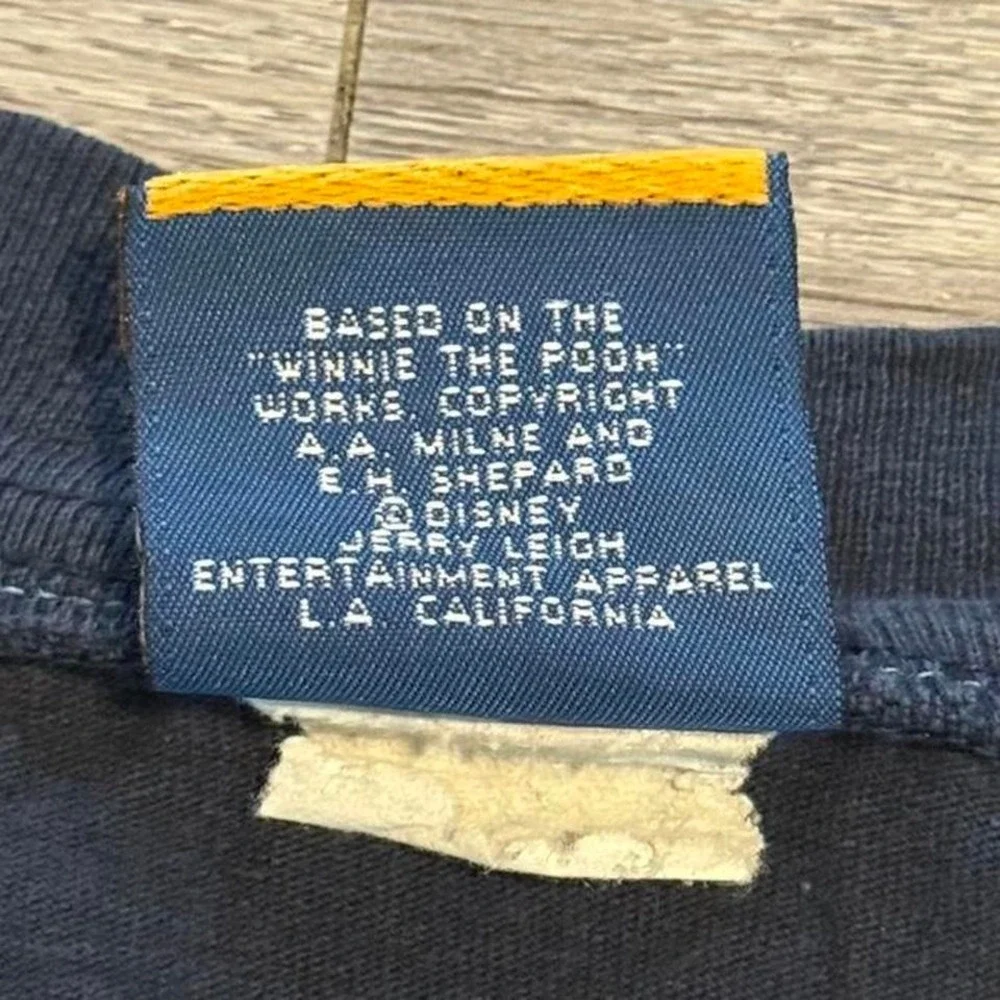 BASED ON THE
"WINNIE THE POOH"
WORKS. COPYRIGHT
A.A. MILNE AND
E.H. SHEPARD
© DISNEY
JERRY LEIGH
ENTERTAINMENT APPAREL
L.A. CALIFORNIA